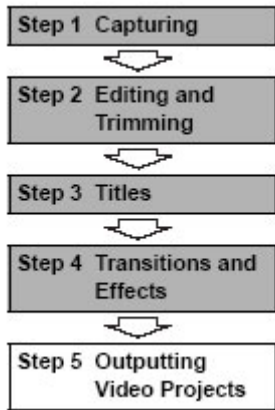 Step 1 Capturing
Step 2 Editing and
Trimming
Step 3 Titles
Step 4 Transitions and
Effects
Step 5 Outputting
Video Projects